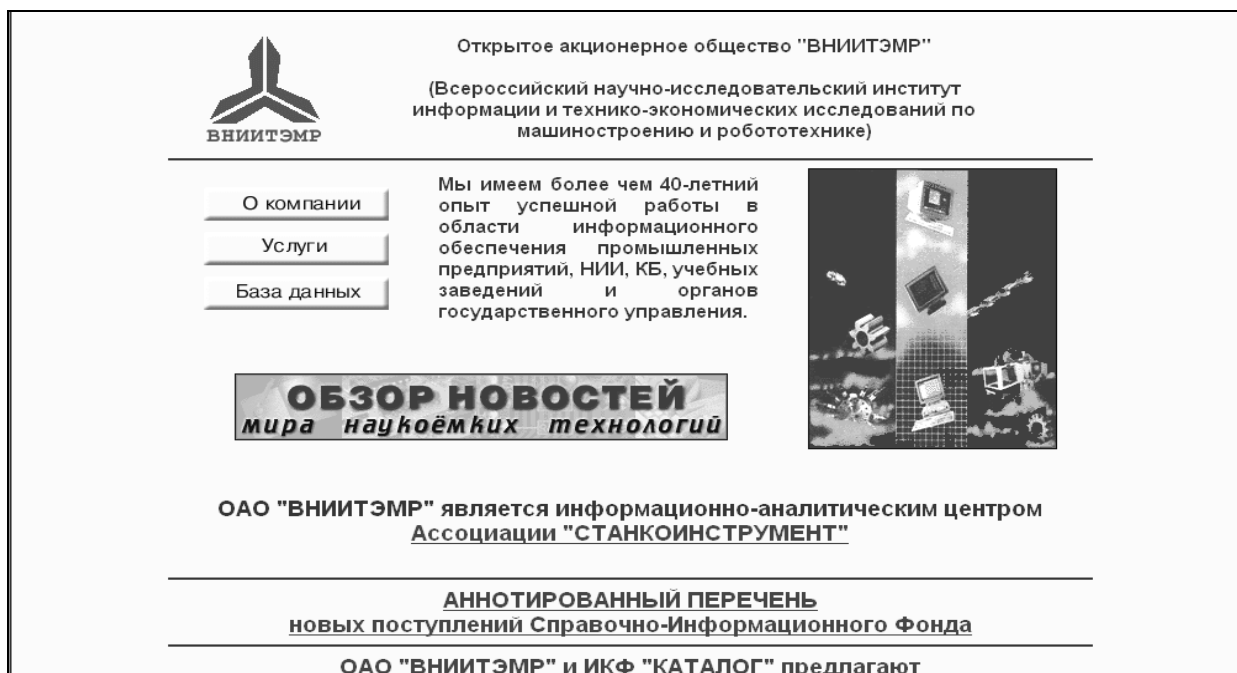 Открытое акционерное общество "ВНИИТЭМР"
(Всероссийский научно-исследовательский институт
информации и технико-экономических исследований по
машиностроению и робототехнике)
ВНИИТЭМР
О компании
Услуги
База данных
Мы имеем более чем 40-летний
опыт успешной работы в
области информационного
обеспечения промышленных
предприятий, НИИ, КБ, учебных
заведений и органов
государственного управления.
ОБЗОР НОВОСТЕЙ
мира наукоёмких технологий
ОАО "ВНИИТЭМР" является информационно-аналитическим центром
Ассоциации "СТАНКОИНСТРУМЕНТ"
АННОТИРОВАННЫЙ ПЕРЕЧЕНЬ
новых поступлений Справочно-Информационного Фонда
ОАО "ВНИИТЭМР" и ИКФ "КАТАЛОГ" предлагают